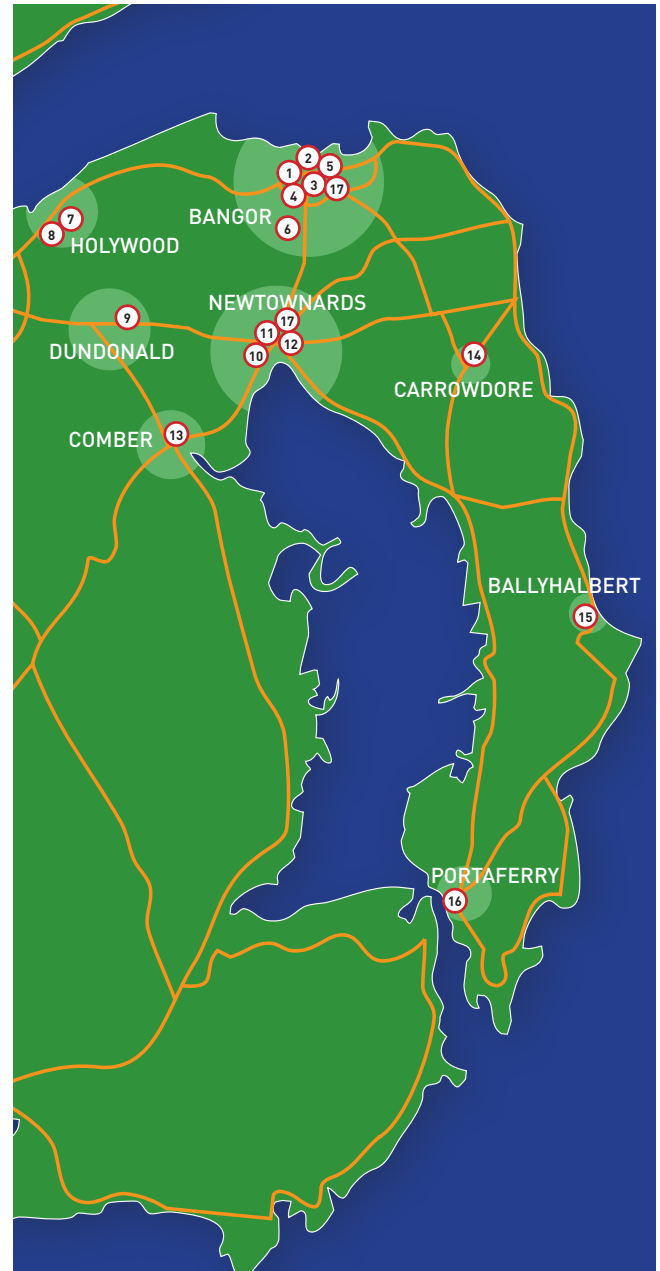 2
1
5
3
4
17
BANGOR
6
7
8
HOLYWOOD
NEWTOWNARDS
9
17
11
12
DUNDONALD
10
14
CARROWDORE
COMBER
13
BALLYHALBERT
15
PORTAFERRY
16